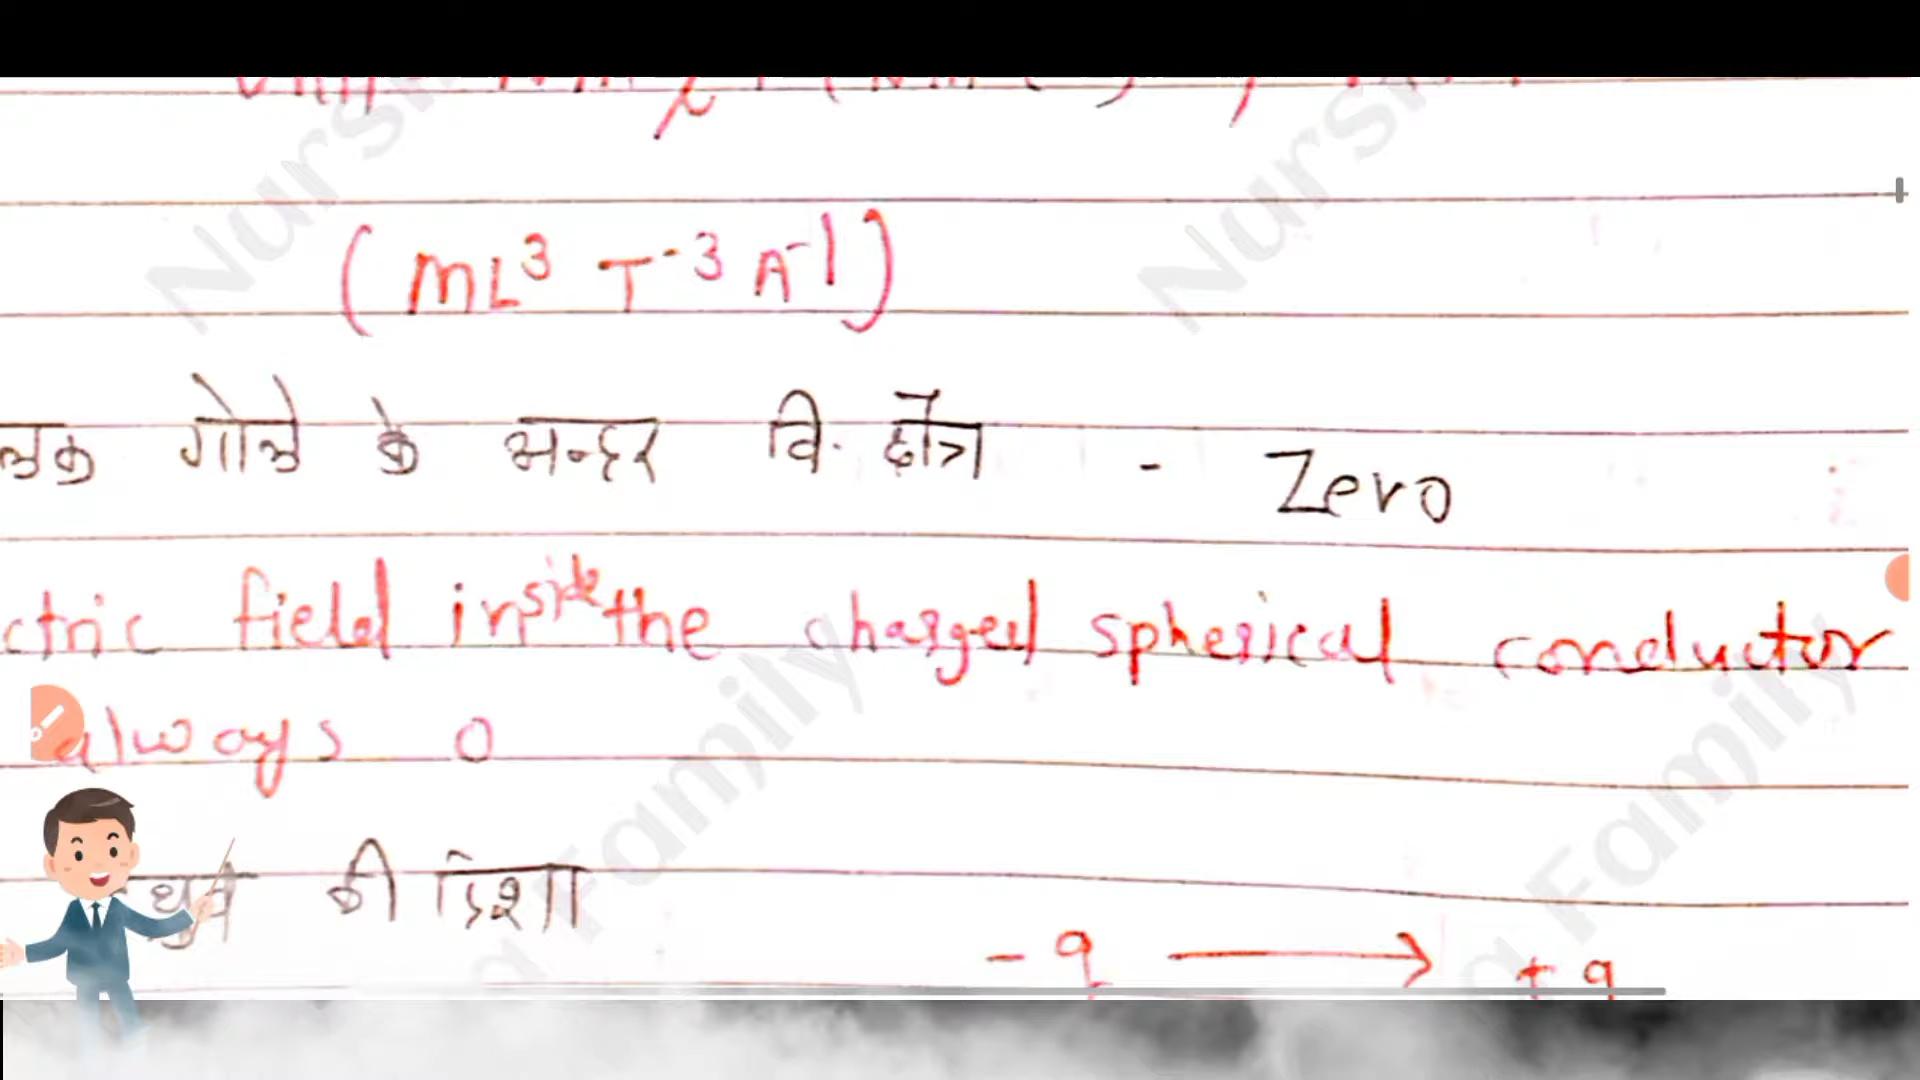 (ML³ T⁻³ A⁻¹)
गोले के अन्दर वि. क्षेत्र - Zero
ctric field inside the charged spherical conductor
always 0
ध्रुव की दिशा
- q → + q